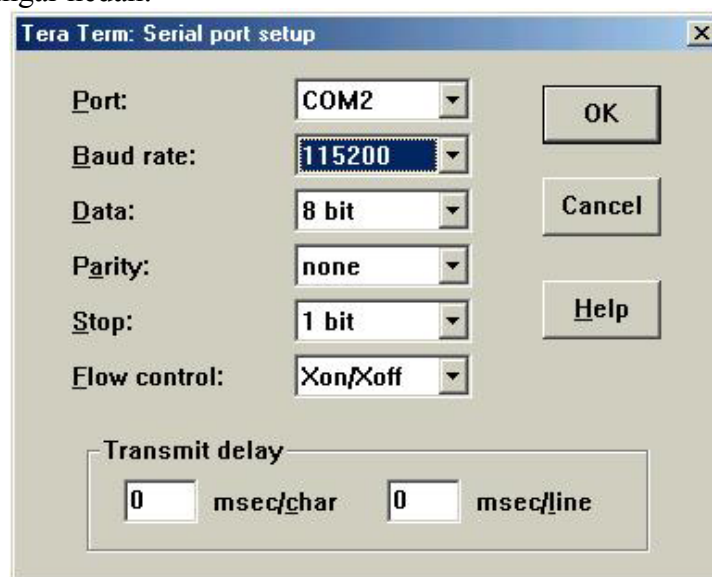 nedan.
Tera Term: Serial port setup
Port: COM2 OK
Baud rate: 115200
Data: 8 bit Cancel
Parity: none
Stop: 1 bit Help
Flow control: Xon/Xoff
Transmit delay
0 msec/char 0 msec/line